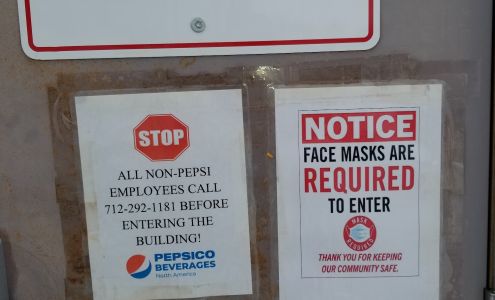 STOP
ALL NON-PEPSI
EMPLOYEES CALL
712-292-1181 BEFORE
ENTERING THE
BUILDING!
PEPSICO
BEVERAGES
North America
NOTICE
FACE MASKS ARE
REQUIRED
TO ENTER
MASK
REQUIRED
THANK YOU FOR KEEPING
OUR COMMUNITY SAFE.